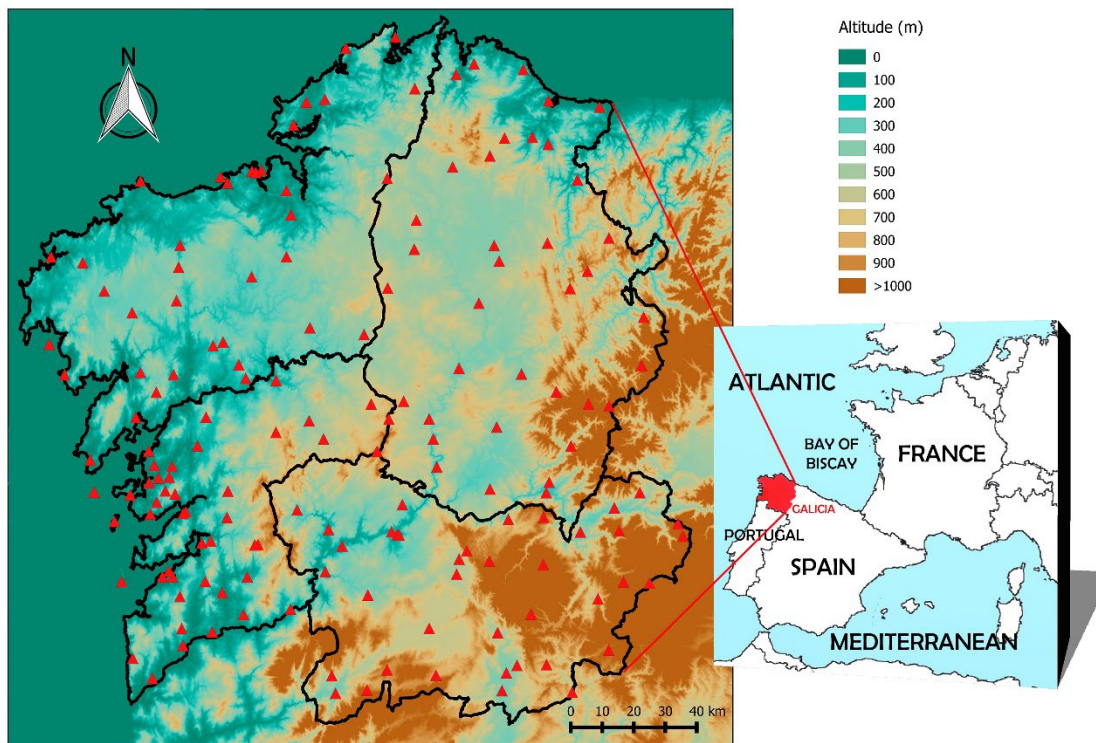 Altitude (m)
0
100
200
300
400
500
600
700
800
900
>1000
N
ATLANTIC
BAY OF
BISCAY
FRANCE
GALICIA
PORTUGAL
SPAIN
MEDITERRANEAN
0 10 20 30 40 km